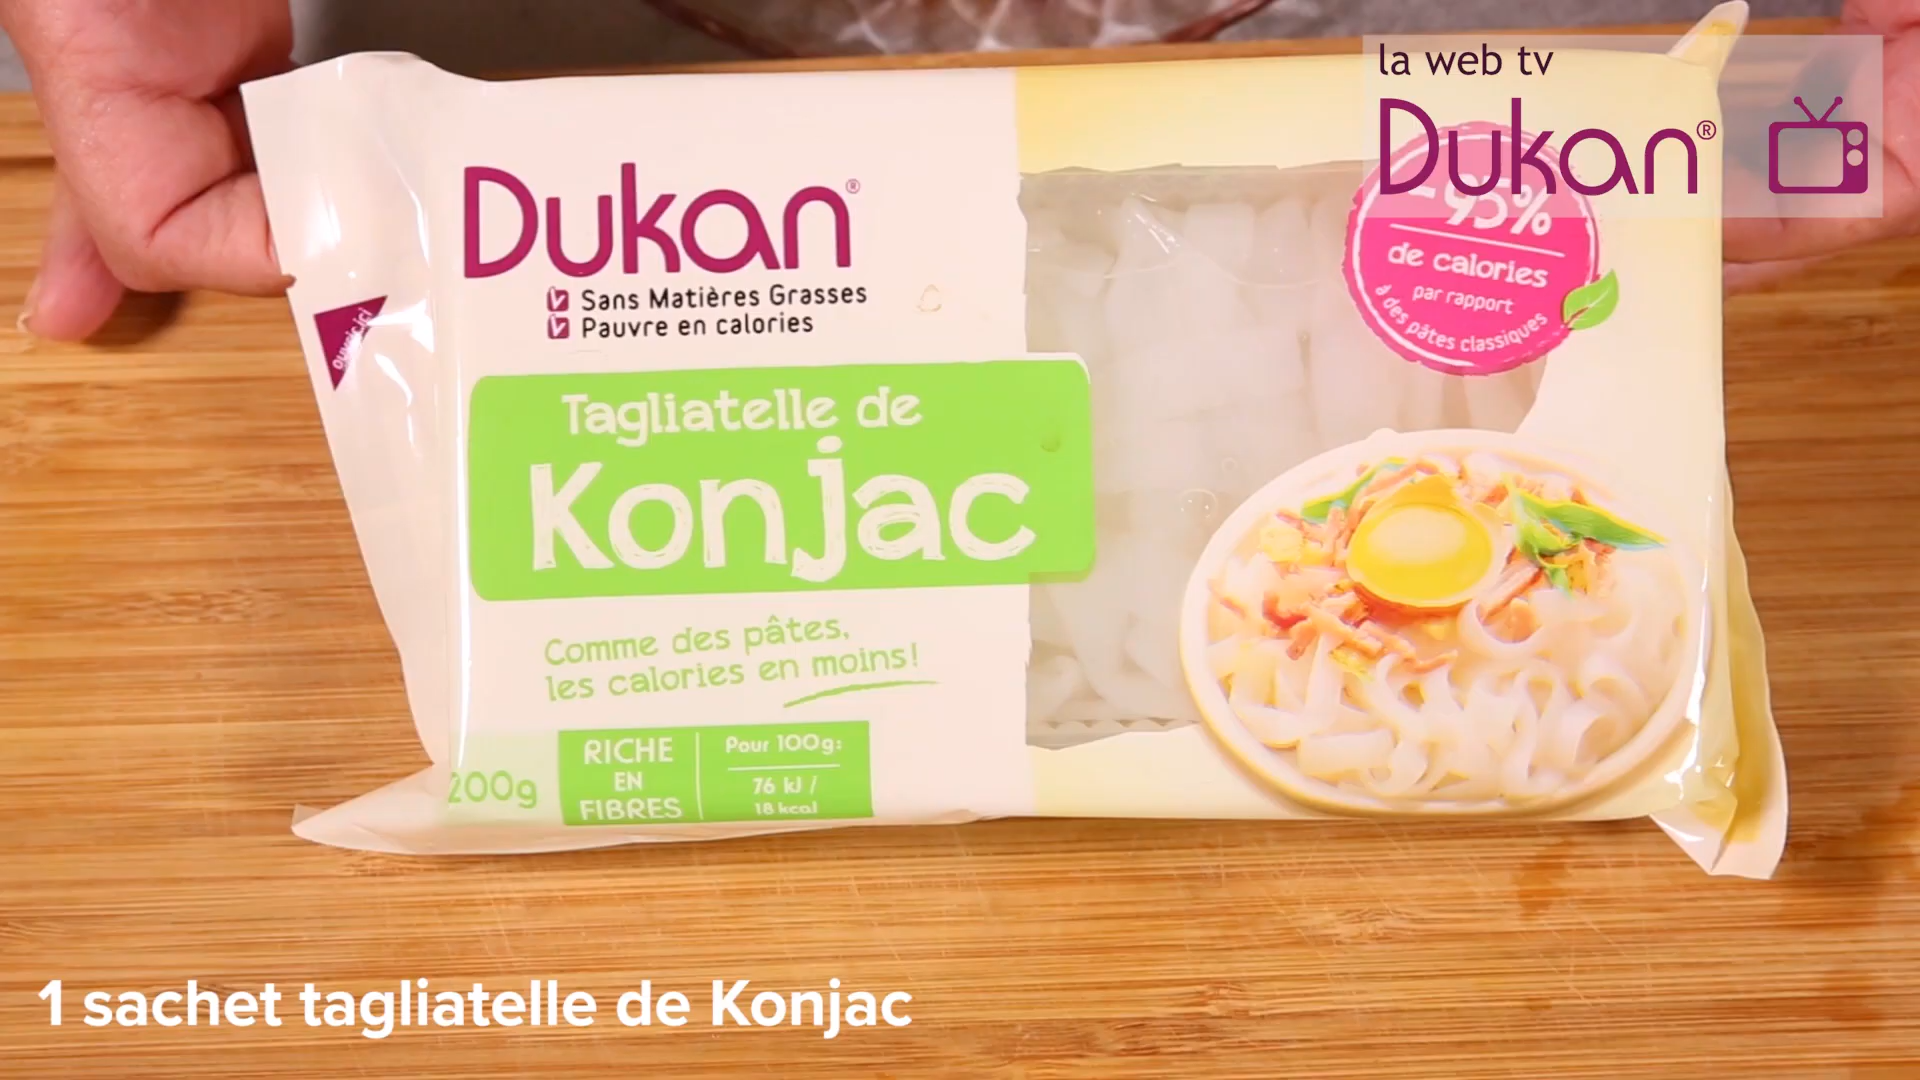 la web tv
Dukan®
Dukan®
Sans Matières Grasses
Pauvre en calories
-95%
de calories
par rapport
à des pâtes classiques
ouvrir ici
Tagliatelle de
Konjac
Comme des pâtes,
les calories en moins!
200g
RICHE
EN
FIBRES
Pour 100g:
76 kJ /
18 kcal
1 sachet tagliatelle de Konjac